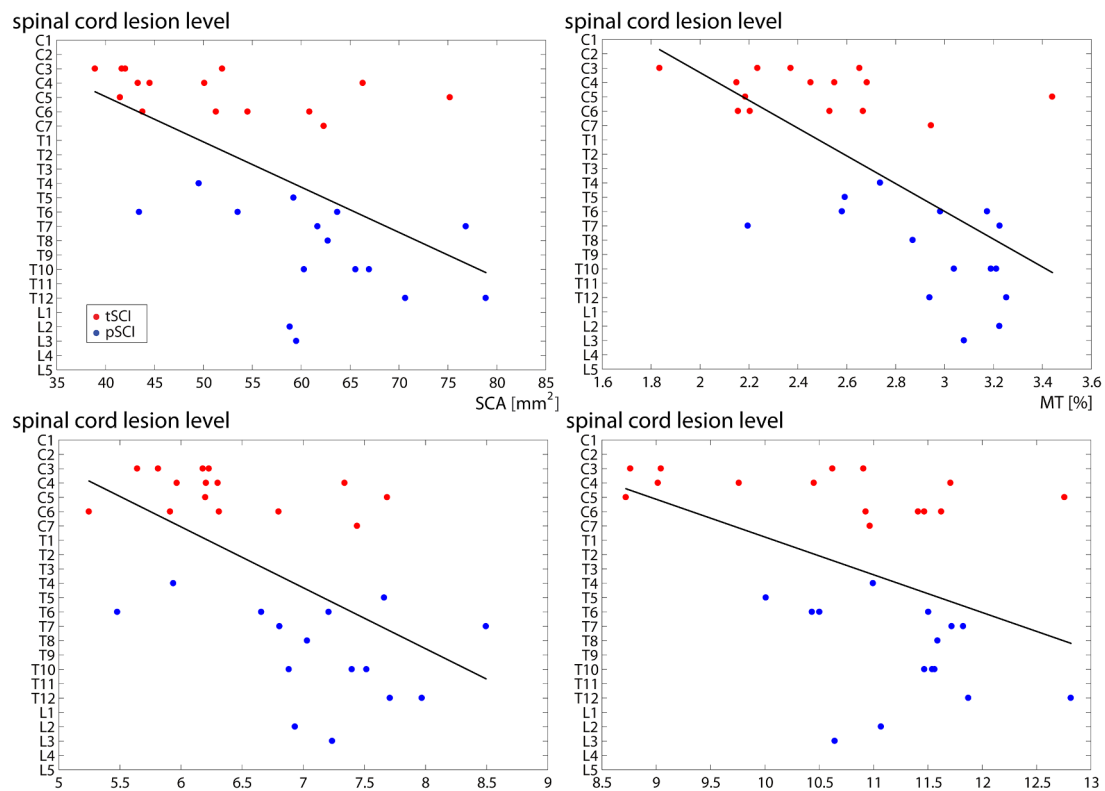 spinal cord lesion level
C1
C2
C3
C4
C5
C6
C7
T1
T2
T3
T4
T5
T6
T7
T8
T9
T10
T11
T12
L1
L2
L3
L4
L5
tSCI
pSCI
35 40 45 50 55 60 65 70 75 80 85
SCA [mm²]
spinal cord lesion level
C1
C2
C3
C4
C5
C6
C7
T1
T2
T3
T4
T5
T6
T7
T8
T9
T10
T11
T12
L1
L2
L3
L4
L5
1.6 1.8 2 2.2 2.4 2.6 2.8 3 3.2 3.4 3.6
MT [%]
spinal cord lesion level
C1
C2
C3
C4
C5
C6
C7
T1
T2
T3
T4
T5
T6
T7
T8
T9
T10
T11
T12
L1
L2
L3
L4
L5
5 5.5 6 6.5 7 7.5 8 8.5 9
spinal cord lesion level
C1
C2
C3
C4
C5
C6
C7
T1
T2
T3
T4
T5
T6
T7
T8
T9
T10
T11
T12
L1
L2
L3
L4
L5
8.5 9 9.5 10 10.5 11 11.5 12 12.5 13